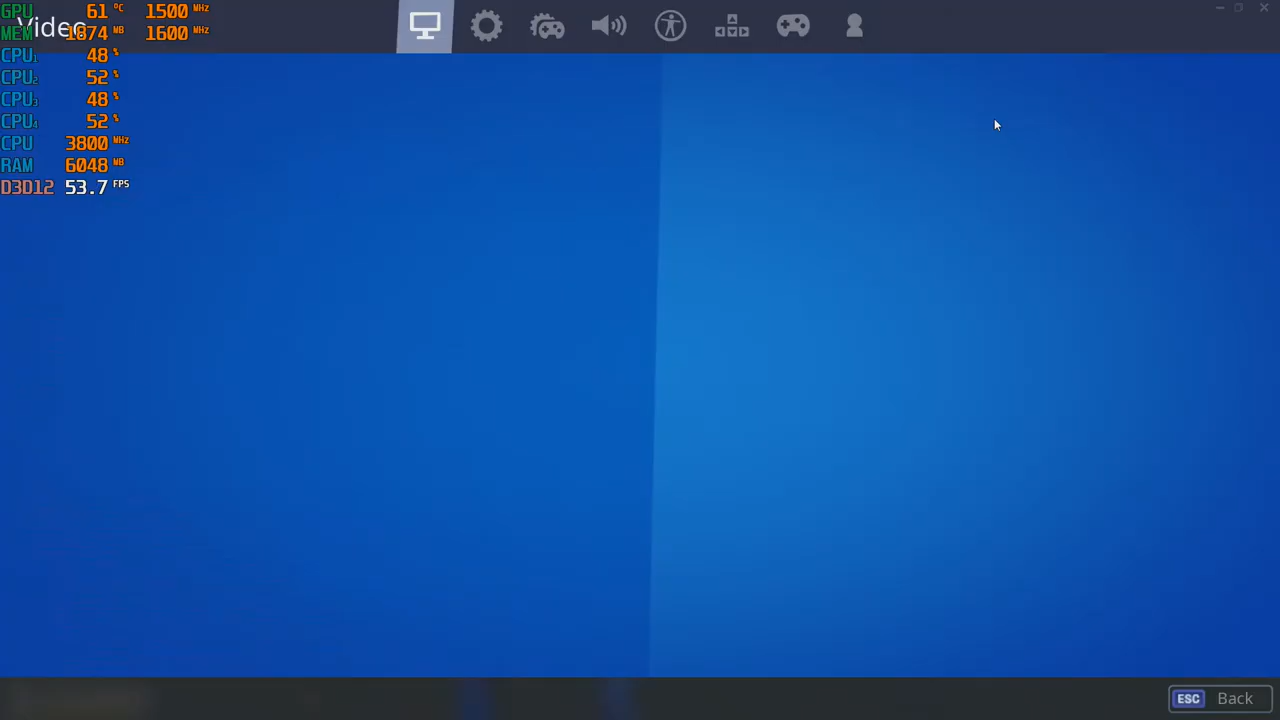 Video
GPU 61 °C 1500 MHz
MEM 1874 MB 1600 MHz
CPU1 48 %
CPU2 52 %
CPU3 48 %
CPU4 52 %
CPU 3800 MHz
RAM 6048 MB
D3D12 53.7 FPS
ESC Back